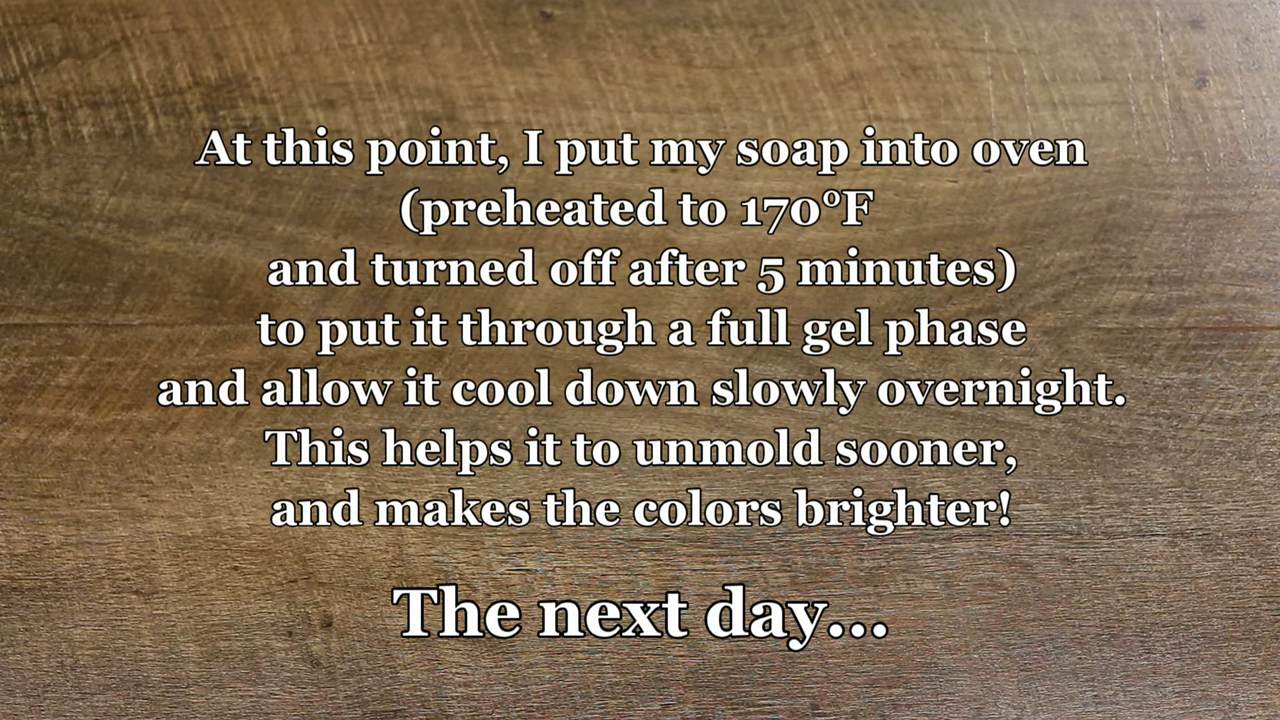 At this point, I put my soap into oven
(preheated to 170°F
and turned off after 5 minutes)
to put it through a full gel phase
and allow it cool down slowly overnight.
This helps it to unmold sooner,
and makes the colors brighter!
The next day...